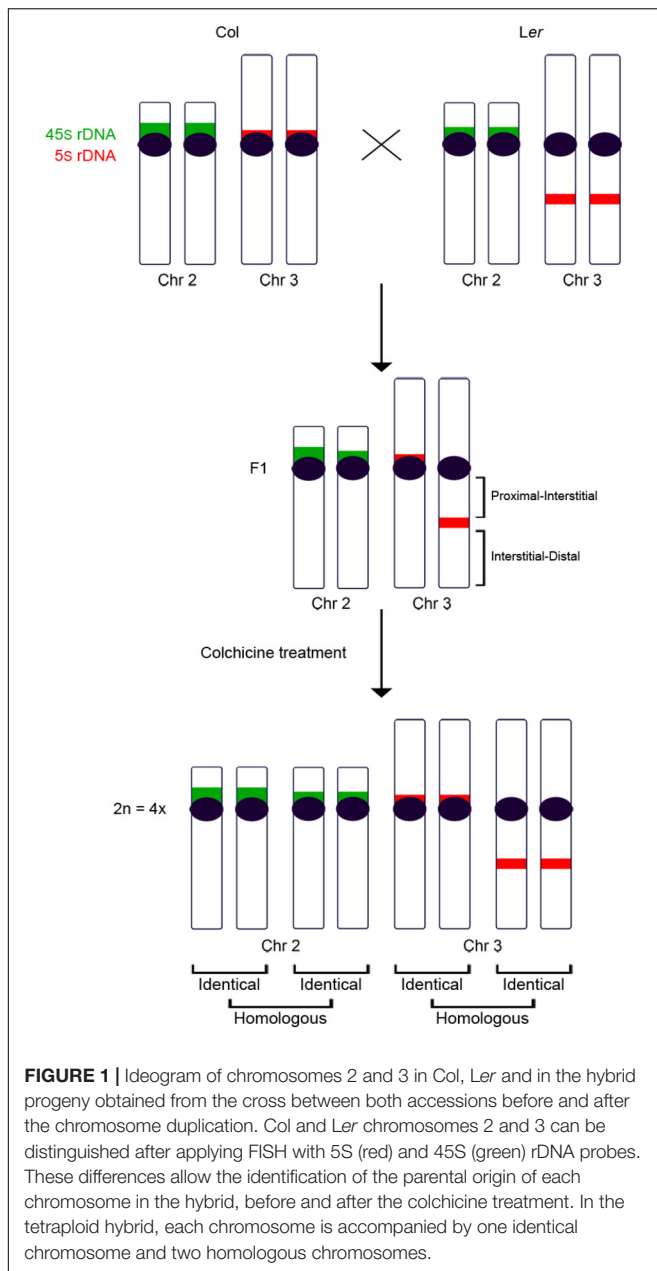 Col
Ler
45S rDNA
5S rDNA
Chr 2
Chr 3
Chr 2
Chr 3
F1
Proximal-Interstitial
Interstitial-Distal
Chr 2
Chr 3
Colchicine treatment
2n = 4x
Chr 2
Chr 3
Identical
Identical
Identical
Identical
Homologous
Homologous
FIGURE 1 | Ideogram of chromosomes 2 and 3 in Col, Ler and in the hybrid
progeny obtained from the cross between both accessions before and after
the chromosome duplication. Col and Ler chromosomes 2 and 3 can be
distinguished after applying FISH with 5S (red) and 45S (green) rDNA probes.
These differences allow the identification of the parental origin of each
chromosome in the hybrid, before and after the colchicine treatment. In the
tetraploid hybrid, each chromosome is accompanied by one identical
chromosome and two homologous chromosomes.